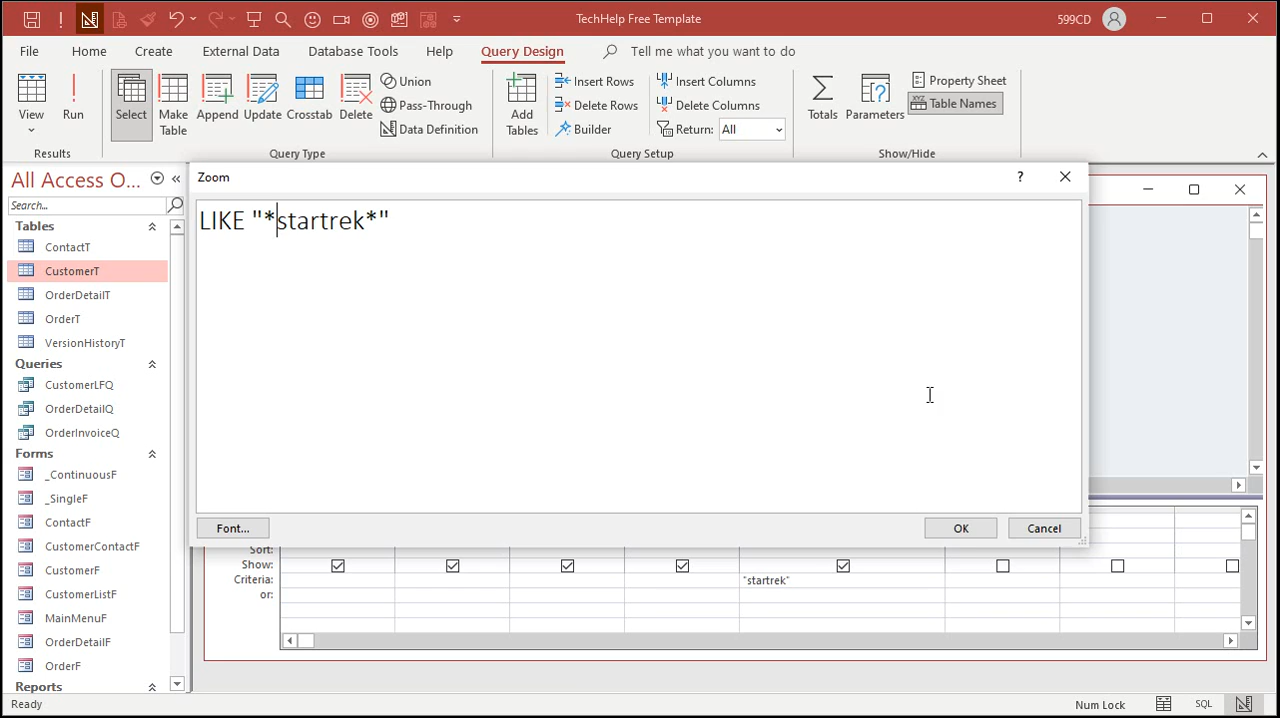 TechHelp Free Template
599CD
File Home Create External Data Database Tools Help Query Design Tell me what you want to do
View Run Select Make Table Append Update Crosstab Delete
Union
Pass-Through
Data Definition
Add Tables
Insert Rows
Delete Rows
Builder
Insert Columns
Delete Columns
Return: All
Totals Parameters
Property Sheet
XYZ Table Names
Results Query Type Query Setup Show/Hide
All Access O...
Search...
Tables
ContactT
CustomerT
OrderDetailT
OrderT
VersionHistoryT
Queries
CustomerLFQ
OrderDetailQ
OrderInvoiceQ
Forms
_ContinuousF
_SingleF
ContactF
CustomerContactF
CustomerF
CustomerListF
MainMenuF
OrderDetailF
OrderF
Reports
Zoom ?
LIKE "*startrek*"
Font... OK Cancel
Sort:
Show:
Criteria: "startrek"
or:
Ready Num Lock SQL